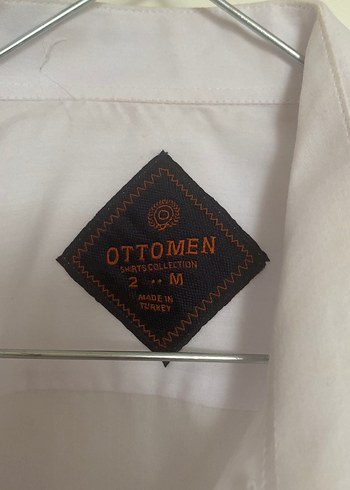 OTTOMEN
SHIRTS COLLECTION
2 .. M
MADE IN
TURKEY